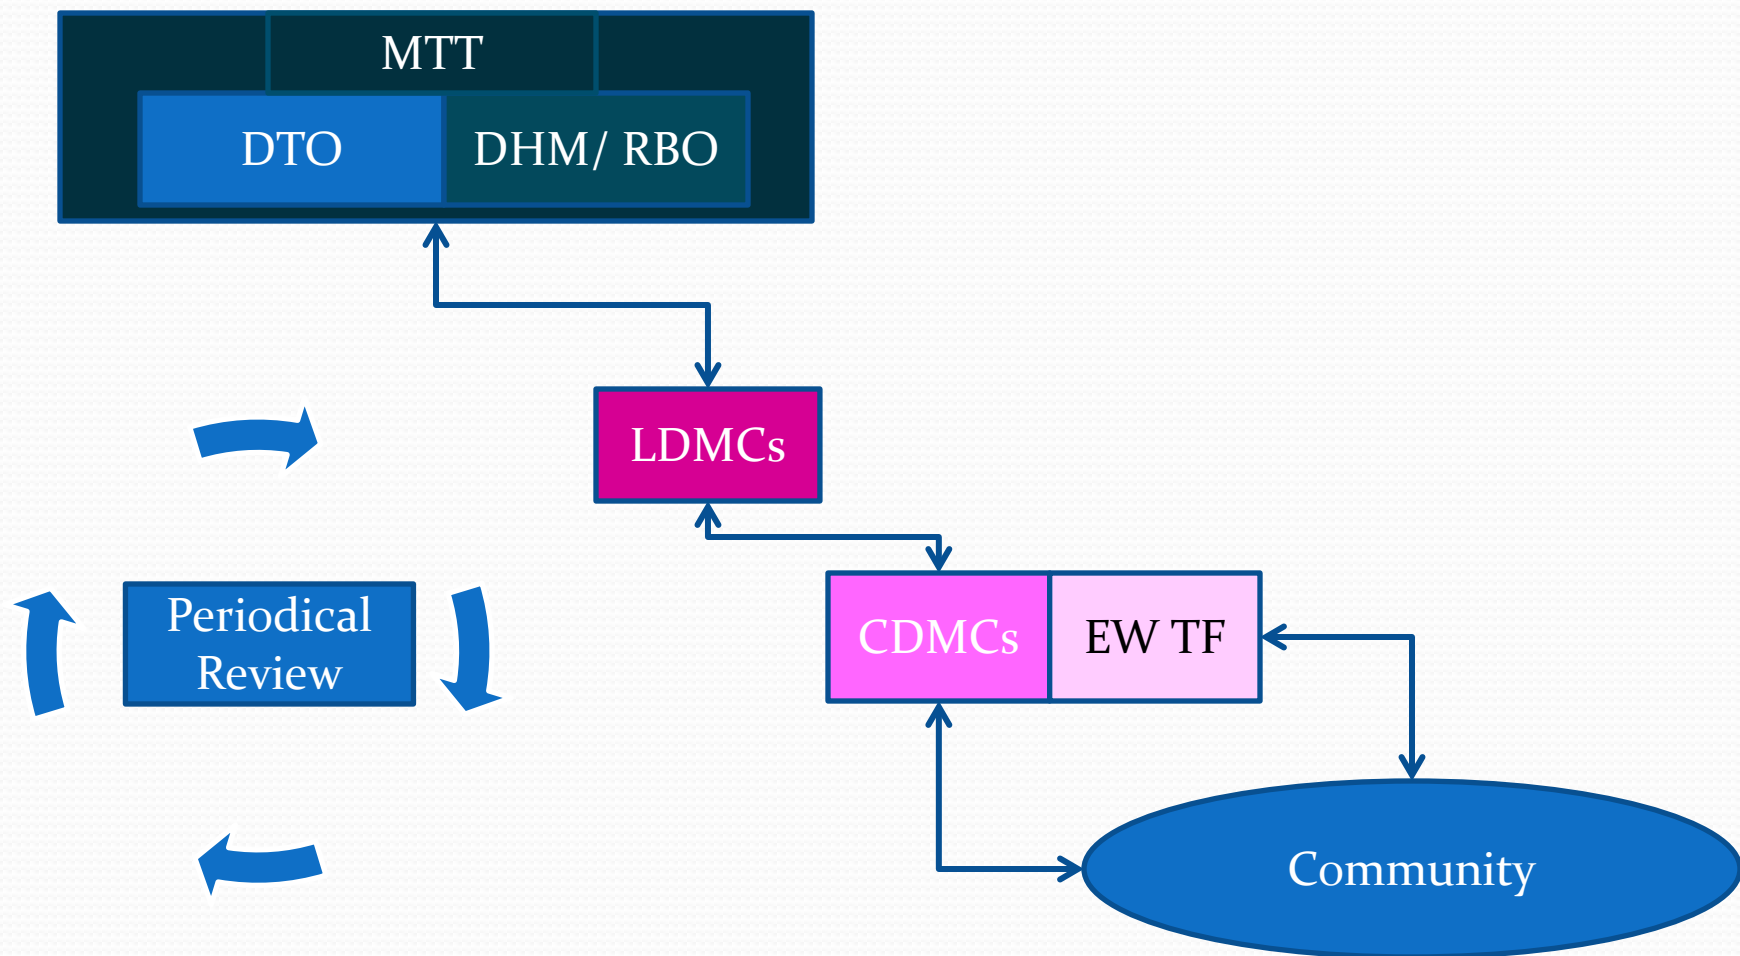 MTT
DTO
DHM/ RBO
LDMCs
Periodical
Review
CDMCs
EW TF
Community